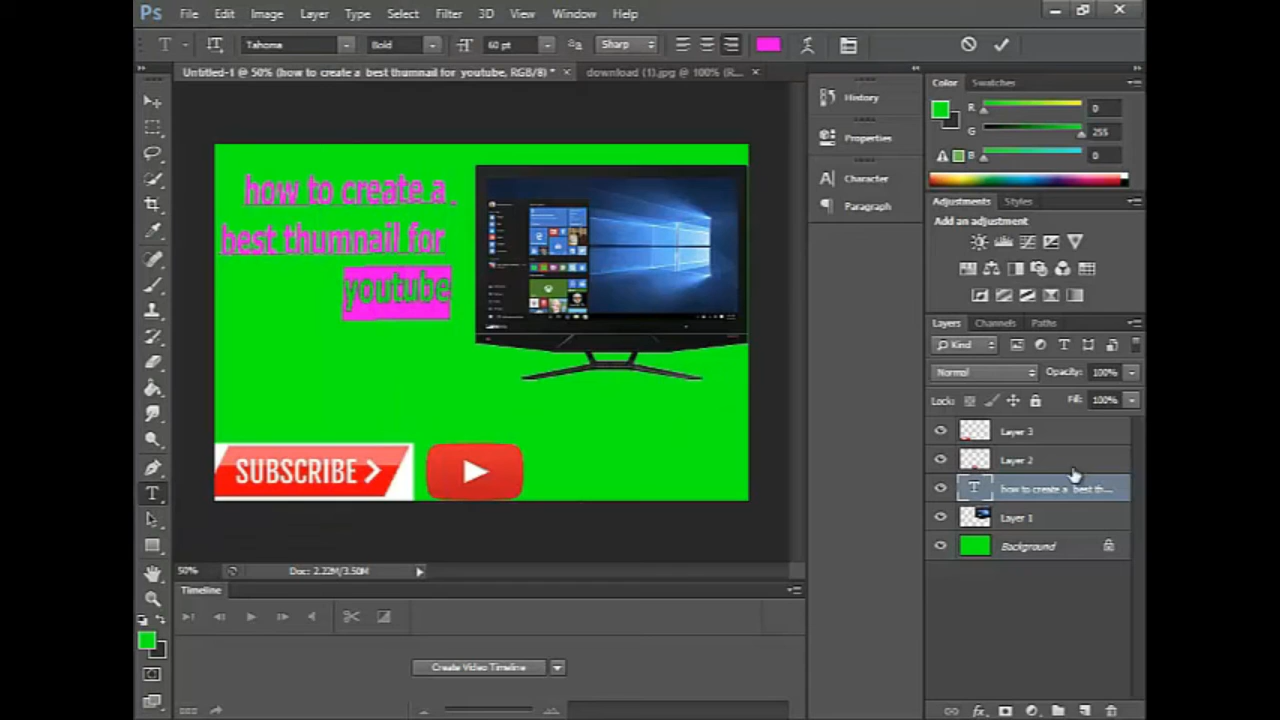 Ps File Edit Image Layer Type Select Filter 3D View Window Help
T Tahoma Bold 60 pt Sharp
Untitled-1 @ 50% (how to create a best thumnail for youtube, RGB/8) * × download (1).jpg @ 100% (R... ×
History
Properties
Character
Paragraph
Color Swatches
R 0
G 255
B 0
Adjustments Styles
Add an adjustment
Layers Channels Paths
Kind
Normal Opacity: 100%
Lock: Fill: 100%
Layer 3
Layer 2
T how to create a best th...
Layer 1
Background
how to create a
best thumnail for
youtube
SUBSCRIBE >
50% Doc: 2.22M/3.50M
Timeline
Create Video Timeline